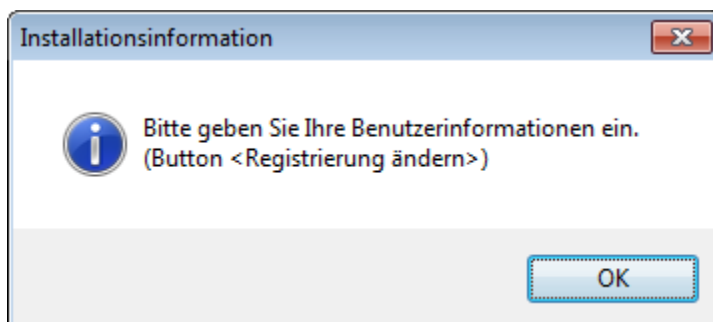 Installationsinformation
Bitte geben Sie Ihre Benutzerinformationen ein.
(Button <Registrierung ändern>)
OK